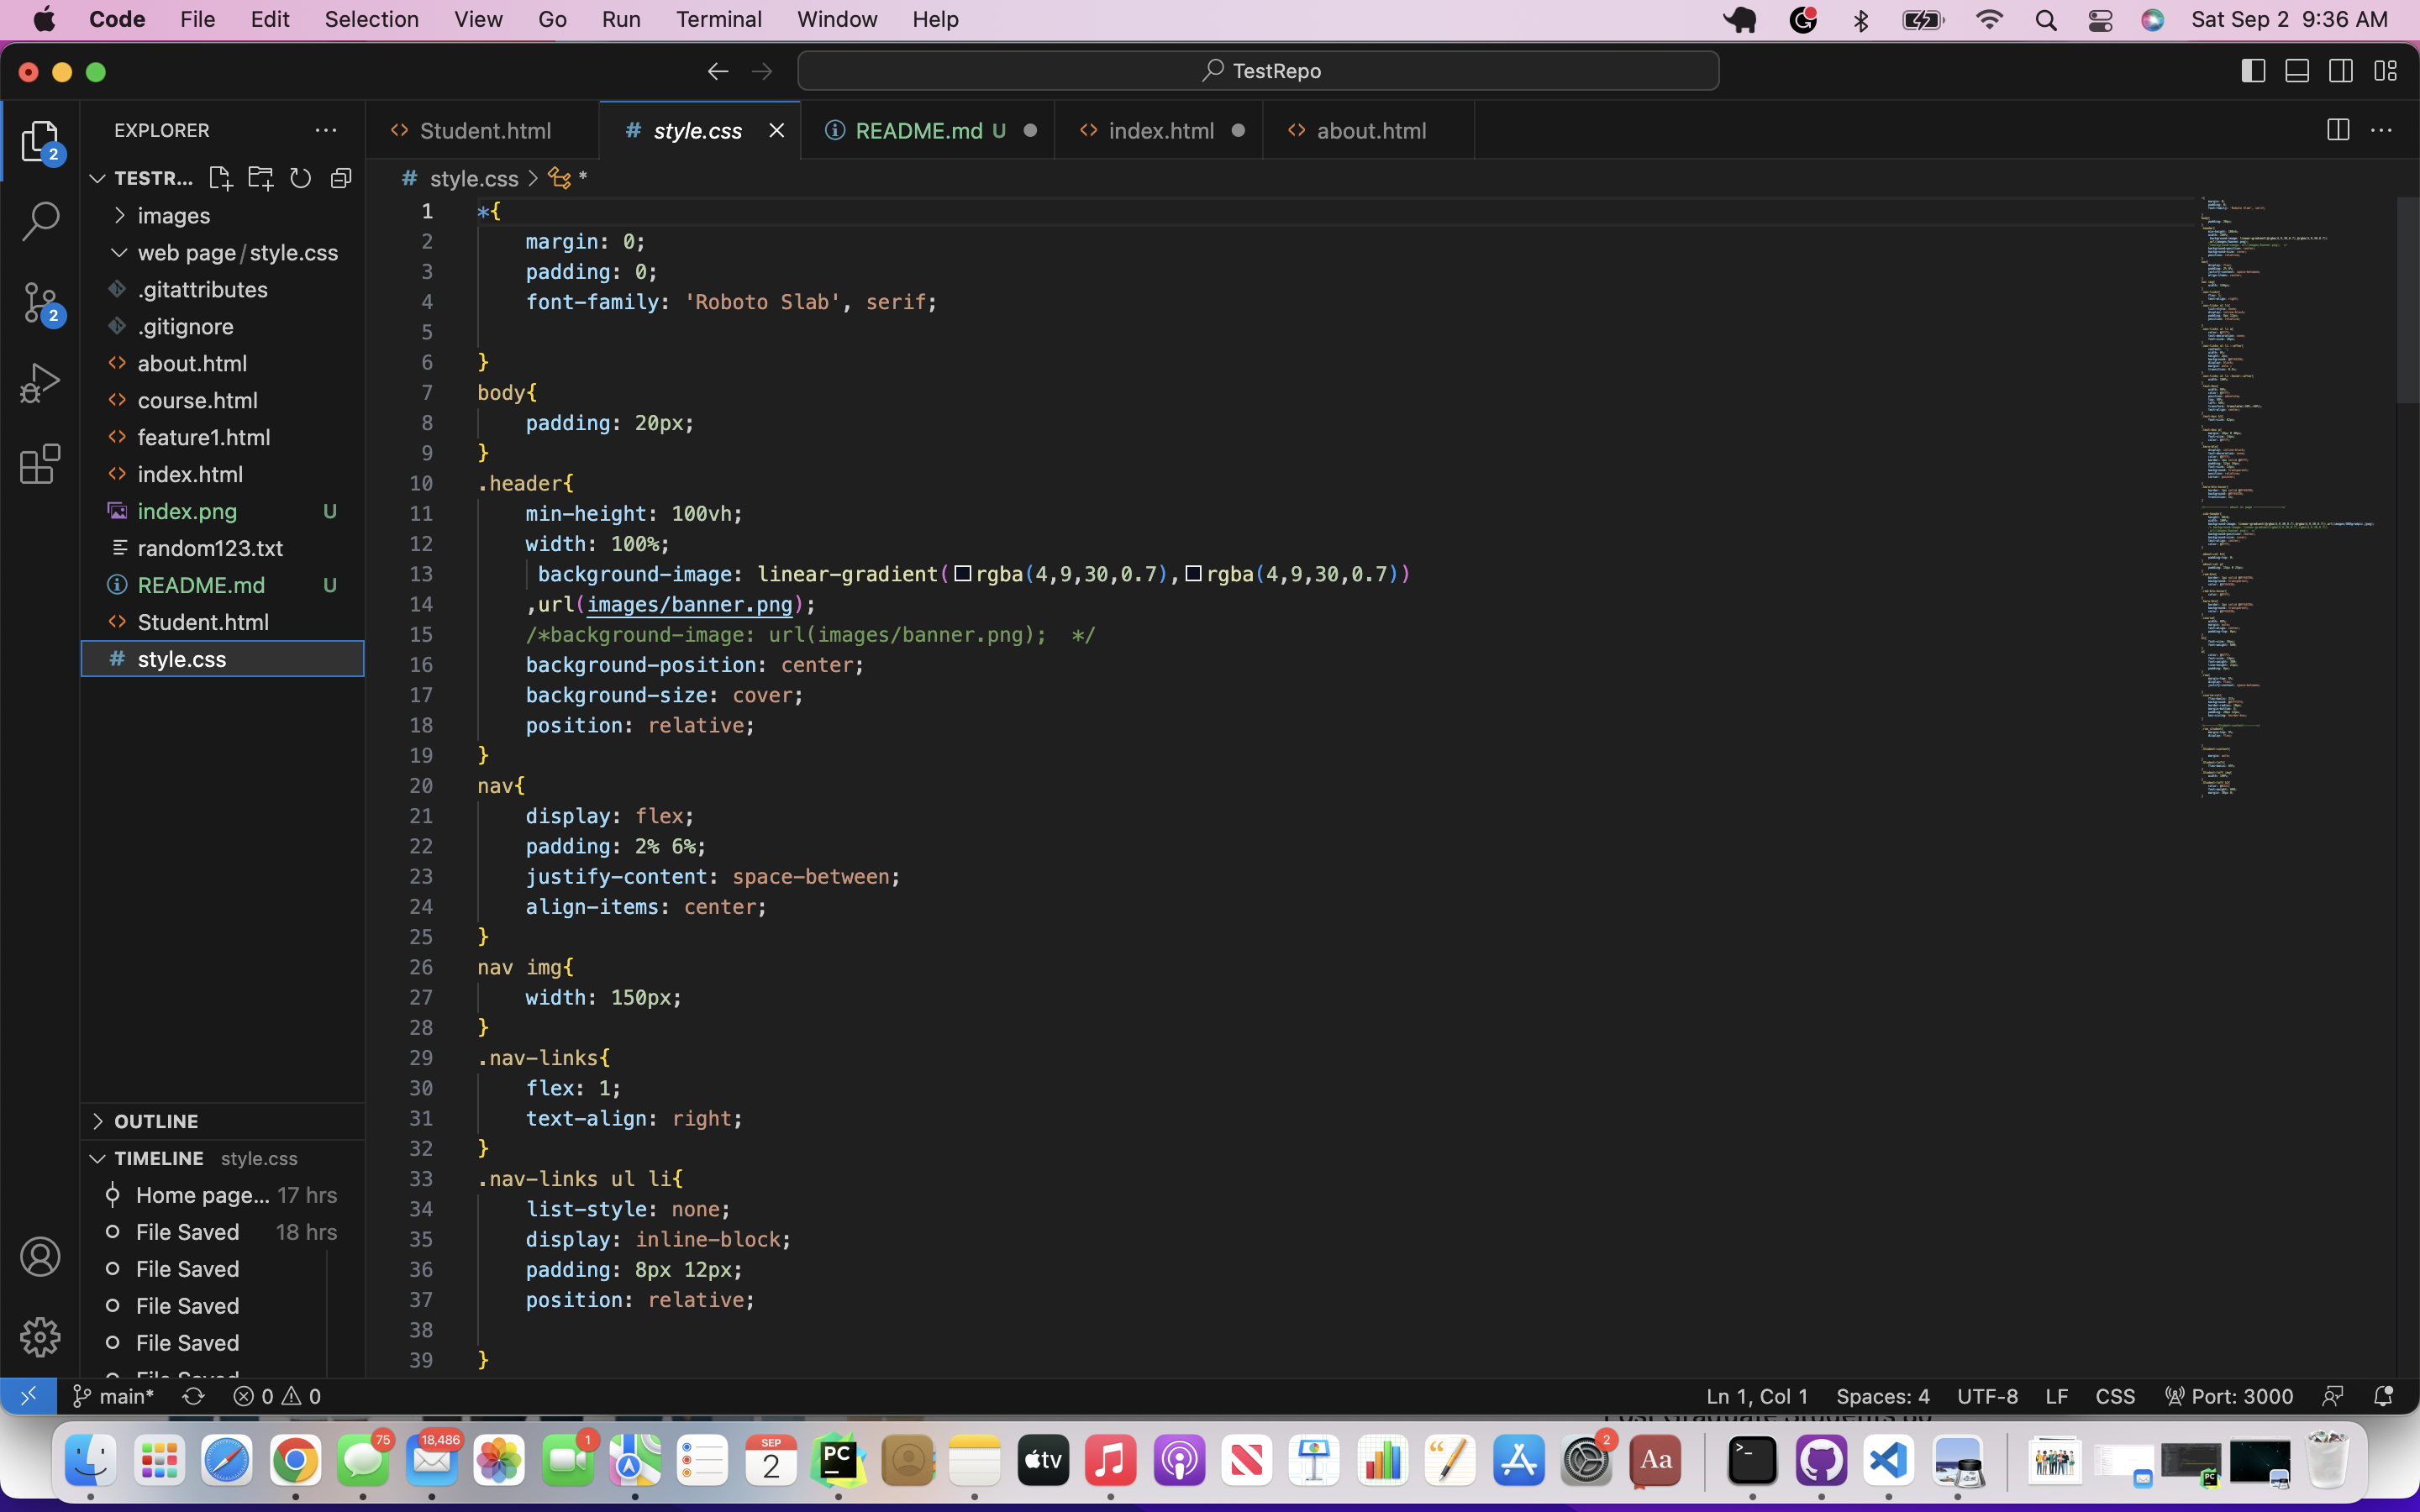 Code File Edit Selection View Go Run Terminal Window Help Sat Sep 2 9:36 AM
TestRepo
EXPLORER
Student.html
# style.css
README.md U
index.html
about.html
TESTR...
# style.css > *
images
web page/style.css
.gitattributes
.gitignore
about.html
course.html
feature1.html
index.html
index.png U
random123.txt
README.md U
Student.html
# style.css
OUTLINE
TIMELINE style.css
Home page... 17 hrs
File Saved 18 hrs
File Saved
File Saved
File Saved
File Saved
1 *{
2 margin: 0;
3 padding: 0;
4 font-family: 'Roboto Slab', serif;
5
6 }
7 body{
8 padding: 20px;
9 }
10 .header{
11 min-height: 100vh;
12 width: 100%;
13 background-image: linear-gradient(rgba(4,9,30,0.7),rgba(4,9,30,0.7))
14 ,url(images/banner.png);
15 /*background-image: url(images/banner.png);  */
16 background-position: center;
17 background-size: cover;
18 position: relative;
19 }
20 nav{
21 display: flex;
22 padding: 2% 6%;
23 justify-content: space-between;
24 align-items: center;
25 }
26 nav img{
27 width: 150px;
28 }
29 .nav-links{
30 flex: 1;
31 text-align: right;
32 }
33 .nav-links ul li{
34 list-style: none;
35 display: inline-block;
36 padding: 8px 12px;
37 position: relative;
38
39 }
2
2
main* 0 0 Ln 1, Col 1 Spaces: 4 UTF-8 LF CSS Port: 3000
75
18,486
1
SEP
2
PC
tv
2
Aa